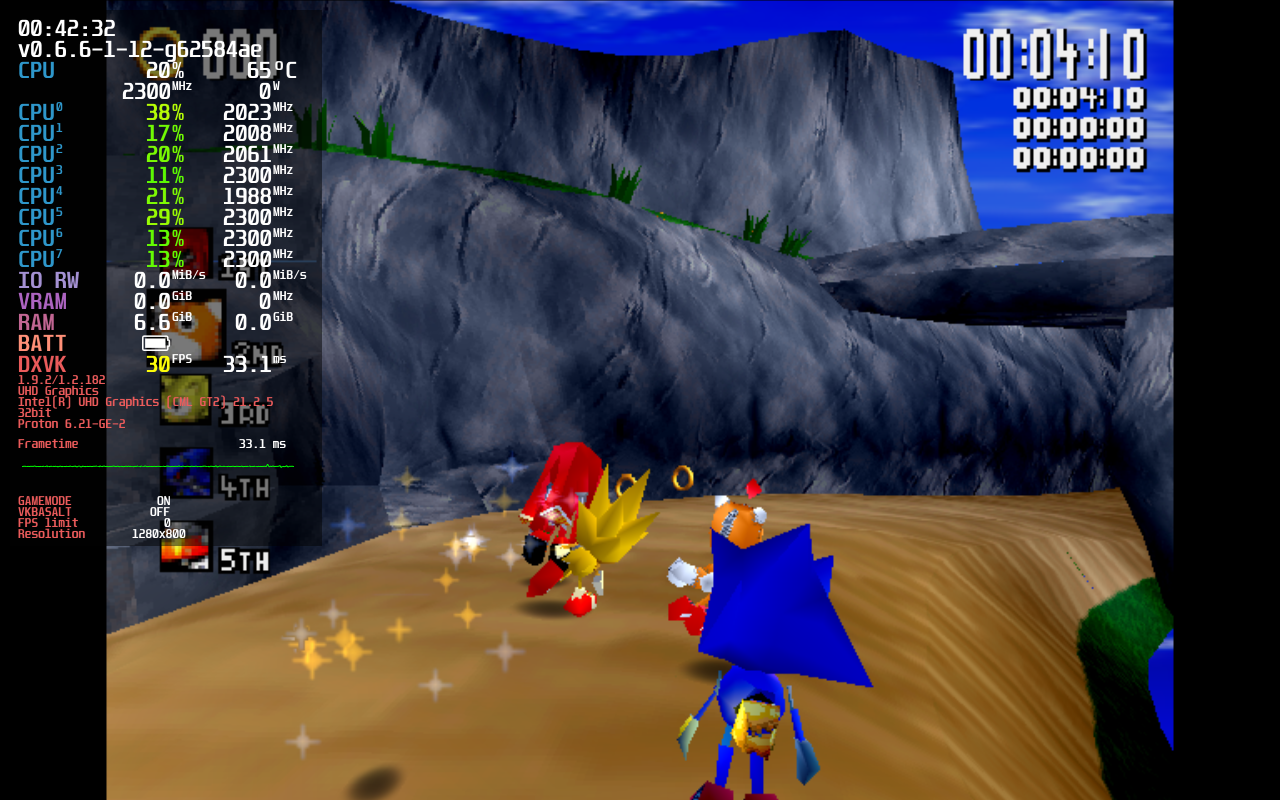 00:42:32
v0.6.6-1-12-g62584ae
000
CPU 20% 65°C
2300MHz 0W
CPU0 38% 2023MHz
CPU1 17% 2008MHz
CPU2 20% 2061MHz
CPU3 11% 2300MHz
CPU4 21% 1988MHz
CPU5 29% 2300MHz
CPU6 13% 2300MHz
CPU7 13% 2300MHz
IO RW 0.0MiB/s 0.0MiB/s
VRAM 0.0GiB 0MHz
RAM 6.6GiB 0.0GiB
BATT
DXVK 30FPS 33.1ms
1.9.2/1.2.182
UHD Graphics
Intel(R) UHD Graphics (CML GT2) 21.2.5
32bit
Proton 6.21-GE-2
Frametime 33.1 ms
GAMEMODE ON
VKBASALT OFF
FPS limit 0
Resolution 1280x800
2ND
3RD
4TH
5TH
00:04:10
00:04:10
00:00:00
00:00:00